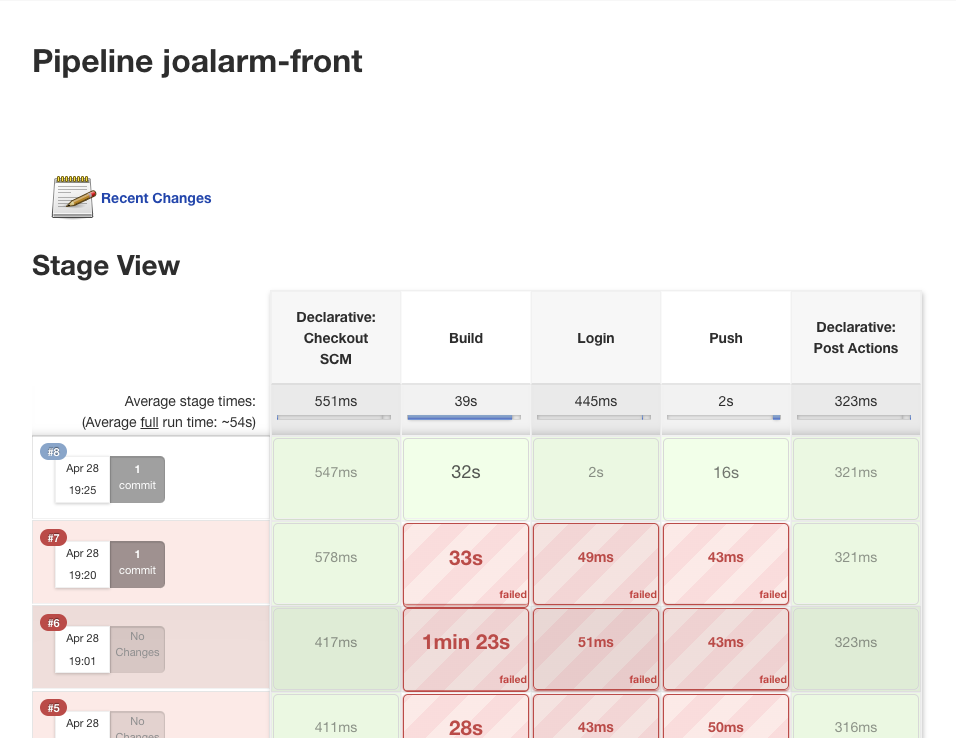 Pipeline joalarm-front
Recent Changes
Stage View
Declarative: Checkout SCM
Build
Login
Push
Declarative: Post Actions
Average stage times:
(Average full run time: ~54s)
551ms
39s
445ms
2s
323ms
#8
Apr 28
19:25
1
commit
547ms
32s
2s
16s
321ms
#7
Apr 28
19:20
1
commit
578ms
33s
failed
49ms
failed
43ms
failed
321ms
#6
Apr 28
19:01
No
Changes
417ms
1min 23s
failed
51ms
failed
43ms
failed
323ms
#5
Apr 28
No
Changes
411ms
28s
43ms
50ms
316ms